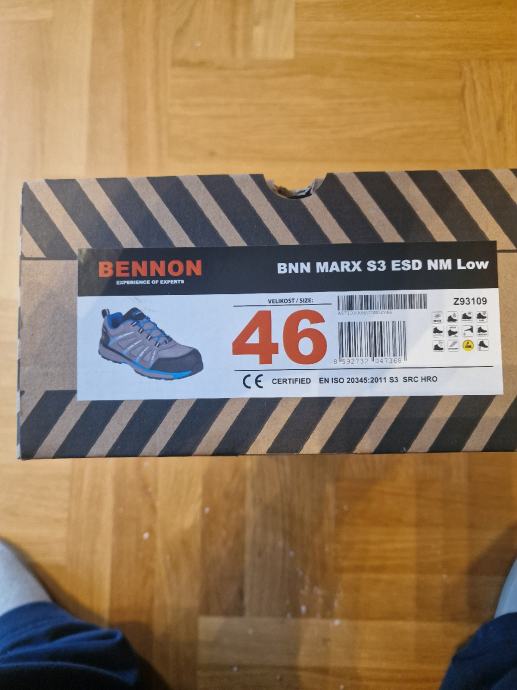 BENNON
EXPERIENCE OF EXPERTS
BNN MARX S3 ESD NM Low
VELIKOST / SIZE:
46
Z93109
CE CERTIFIED EN ISO 20345:2011 S3 SRC HRO